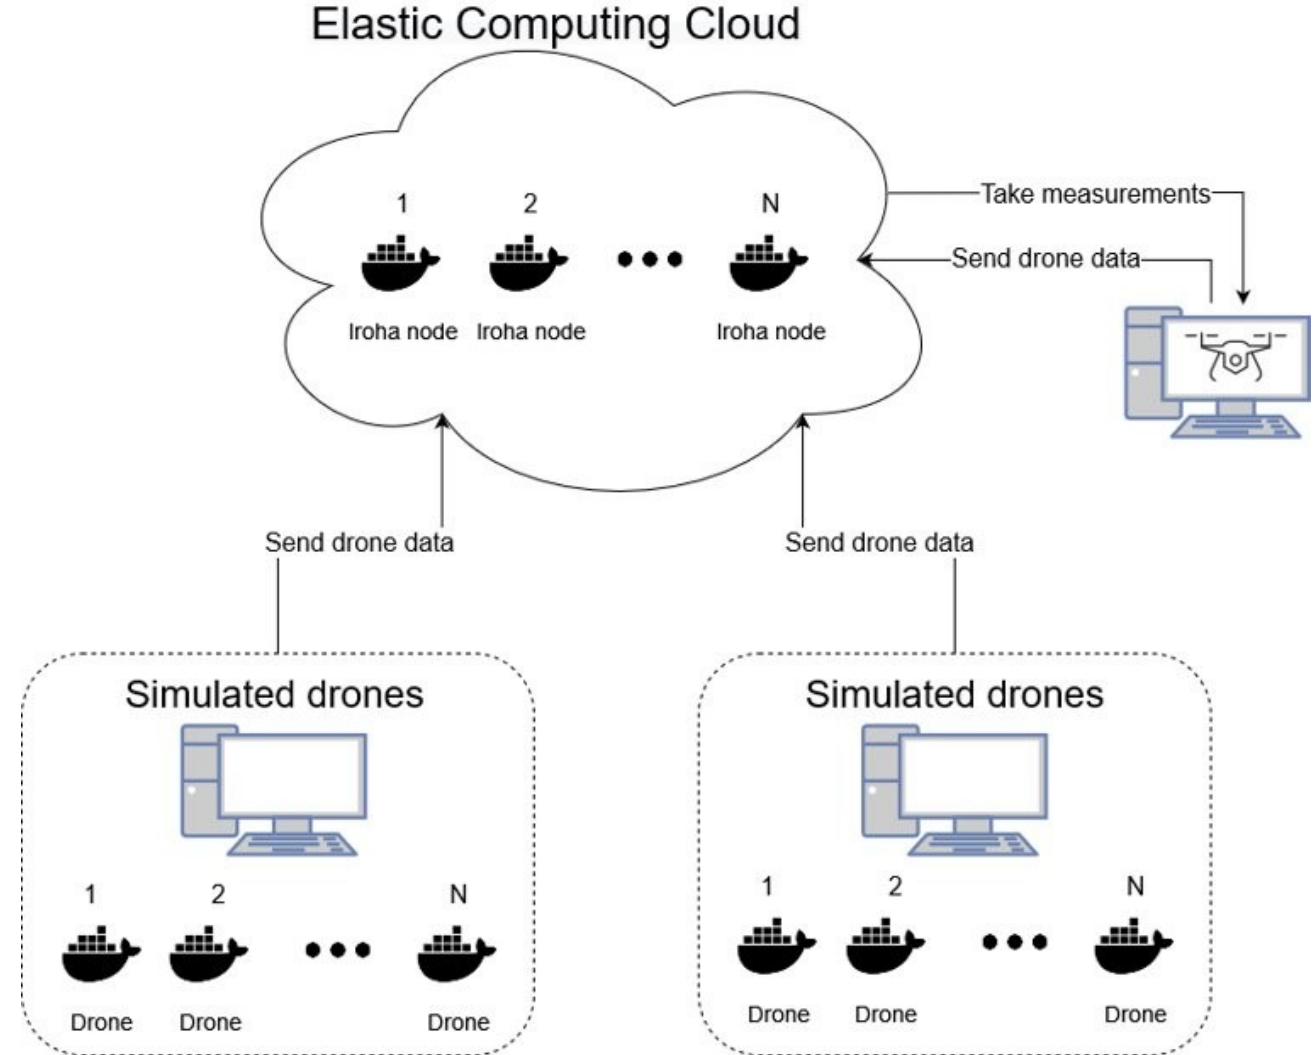 Elastic Computing Cloud
1 2 N
Iroha node Iroha node Iroha node
Take measurements
Send drone data
Send drone data
Send drone data
Simulated drones
1 2 N
Drone Drone Drone
Simulated drones
1 2 N
Drone Drone Drone